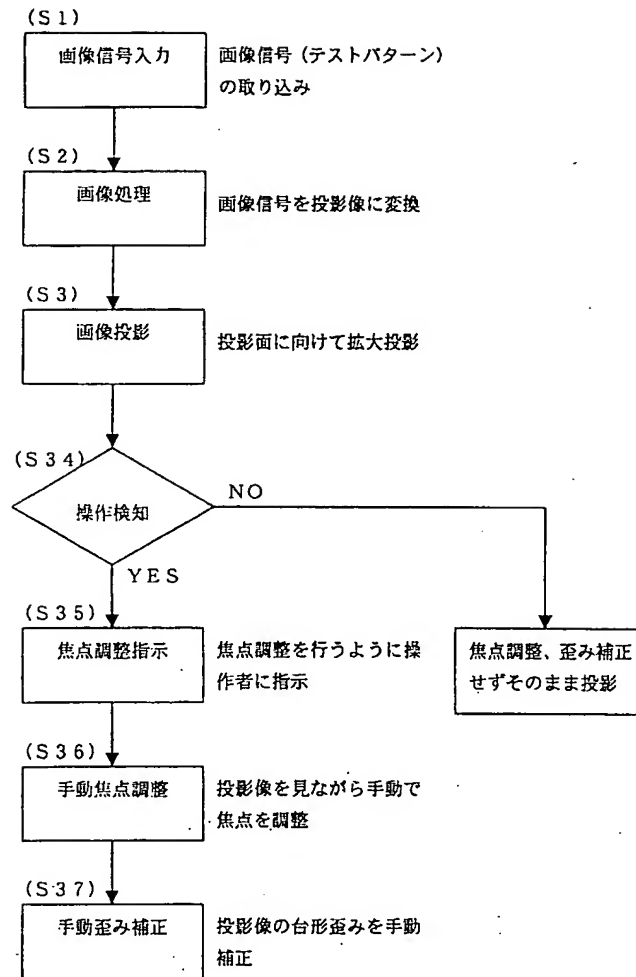 (S1)
画像信号入力
画像信号(テストパターン)
の取り込み
(S2)
画像処理
画像信号を投影像に変換
(S3)
画像投影
投影面に向けて拡大投影
(S34)
操作検知
NO
YES
(S35)
焦点調整指示
焦点調整を行うように操
作者に指示
焦点調整、歪み補正
せずそのまま投影
(S36)
手動焦点調整
投影像を見ながら手動で
焦点を調整
(S37)
手動歪み補正
投影像の台形歪みを手動
補正